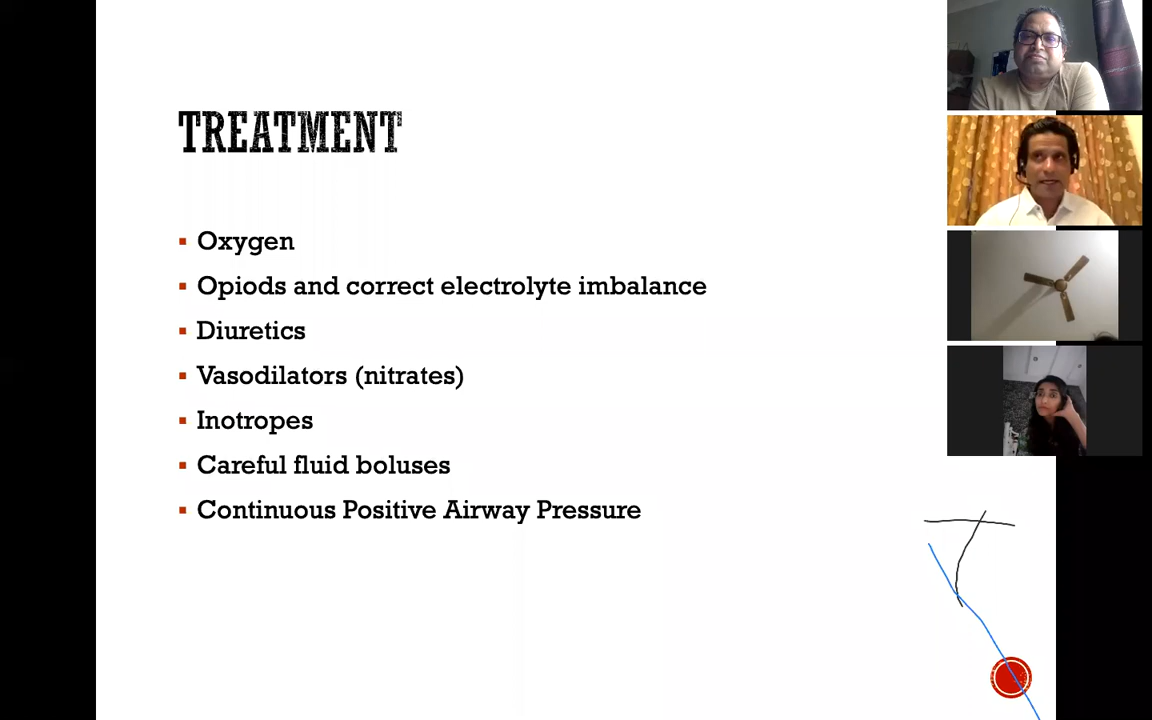 TREATMENT
Oxygen
Opiods and correct electrolyte imbalance
Diuretics
Vasodilators (nitrates)
Inotropes
Careful fluid boluses
Continuous Positive Airway Pressure